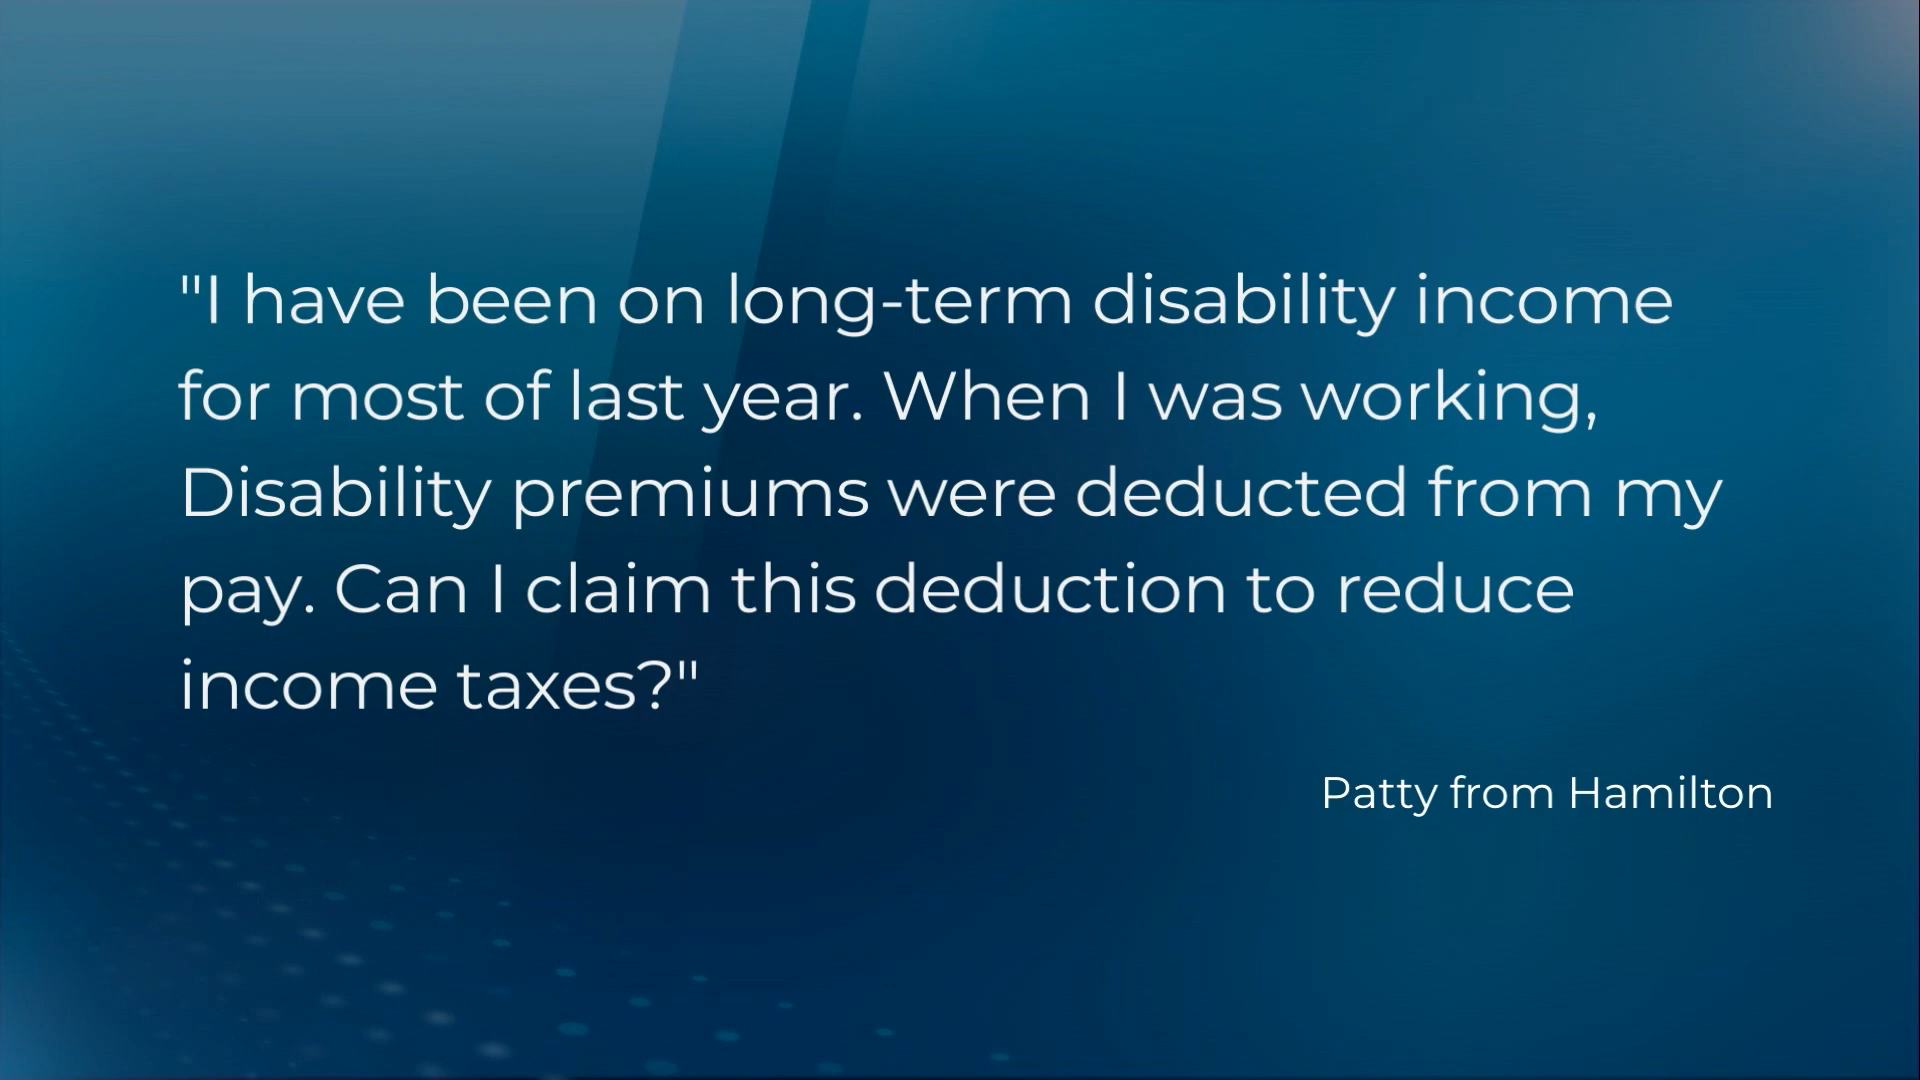 "I have been on long-term disability income
for most of last year. When I was working,
Disability premiums were deducted from my
pay. Can I claim this deduction to reduce
income taxes?"
Patty from Hamilton